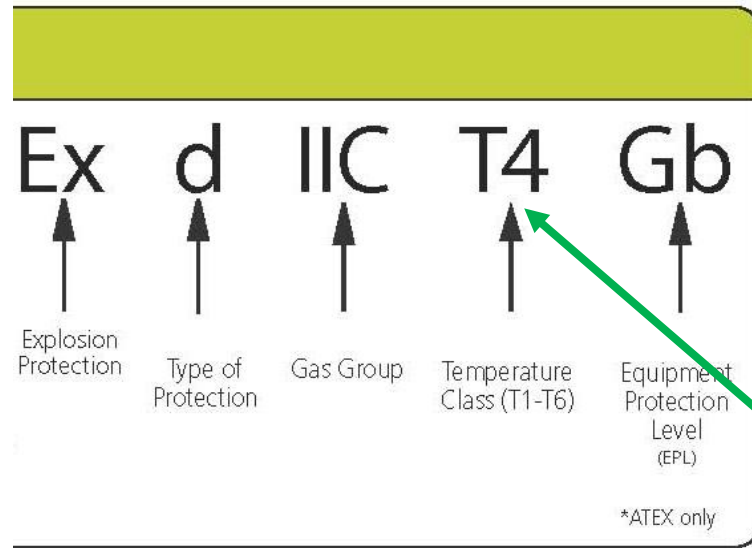 Ex d IIC T4 Gb
Explosion
Protection
Type of
Protection
Gas Group
Temperature
Class (T1-T6)
Equipment
Protection
Level
(EPL)
*ATEX only